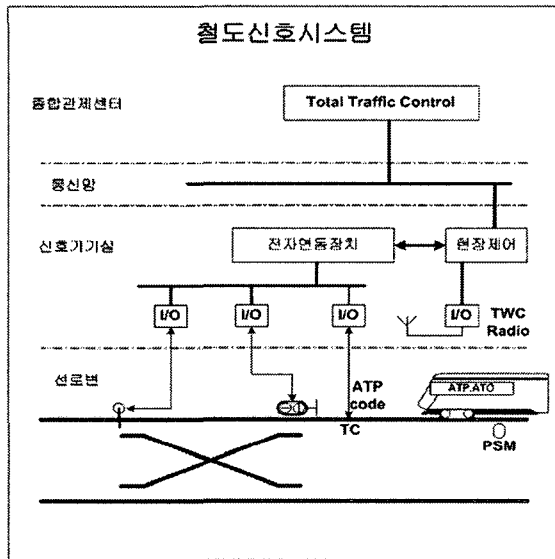 철도신호시스템
종합관제센터
Total Traffic Control
통신망
신호기기실
전자연동장치
현장제어
I/O
I/O
I/O
I/O
TWC
Radio
선로변
ATP
code
ATP.ATO
TC
PSM